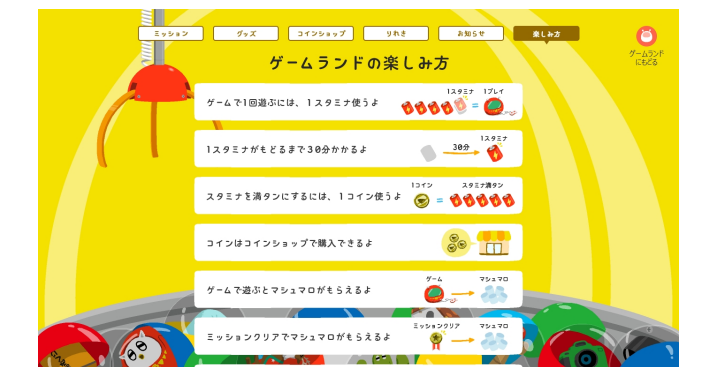 ミッション
グッズ
コインショップ
りれき
お知らせ
楽しみ方
ゲームランド
にもどる
ゲームランドの楽しみ方
ゲームで1回遊ぶには、1スタミナ使うよ
1スタミナ 1プレイ
=
1スタミナがもどるまで30分かかるよ
30分
1スタミナ
スタミナを満タンにするには、1コイン使うよ
1コイン
スタミナ満タン
=
コインはコインショップで購入できるよ
ゲームで遊ぶとマシュマロがもらえるよ
ゲーム
マシュマロ
ミッションクリアでマシュマロがもらえるよ
ミッションクリア
マシュマロ